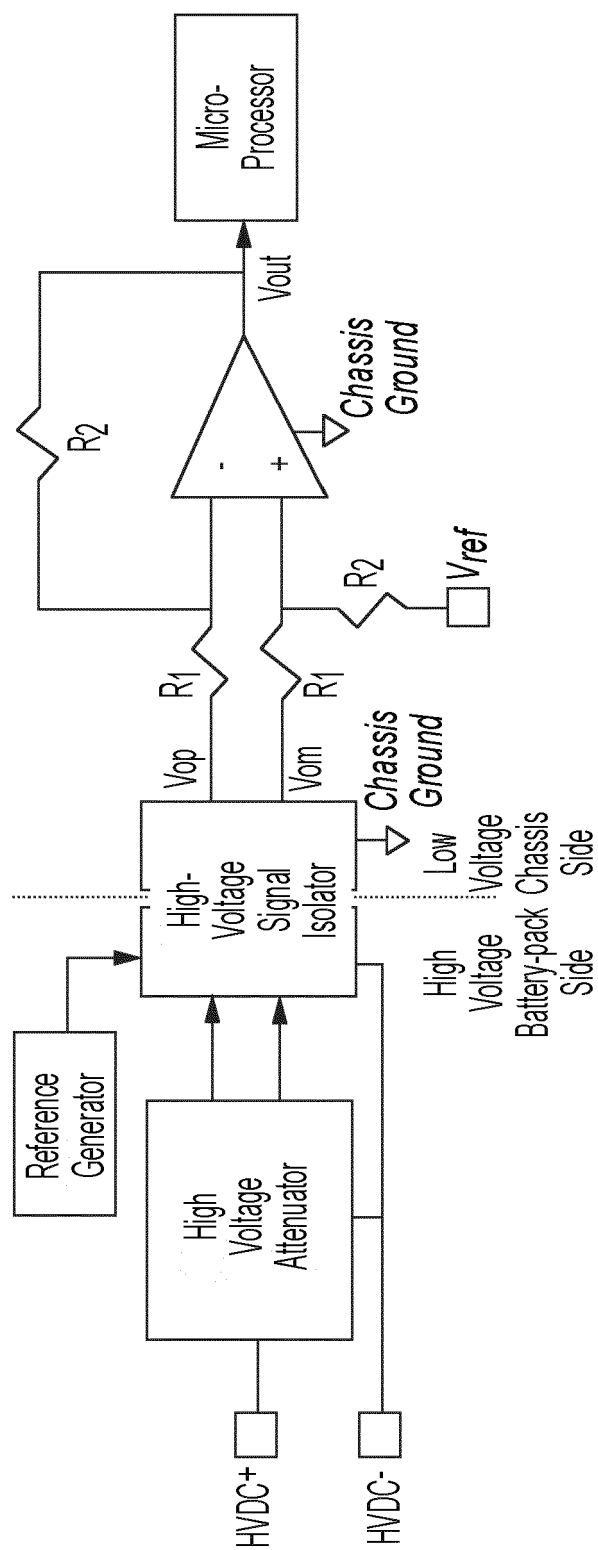 HVDC+
HVDC-
High
Voltage
Attenuator
Reference
Generator
High-
Voltage
Signal
Isolator
High
Voltage
Battery-pack
Side
Low
Voltage
Chassis
Side
Chassis
Ground
Vop
Vom
R1
R1
R2
R2
Vref
-
+
Chassis
Ground
Vout
Micro-
Processor